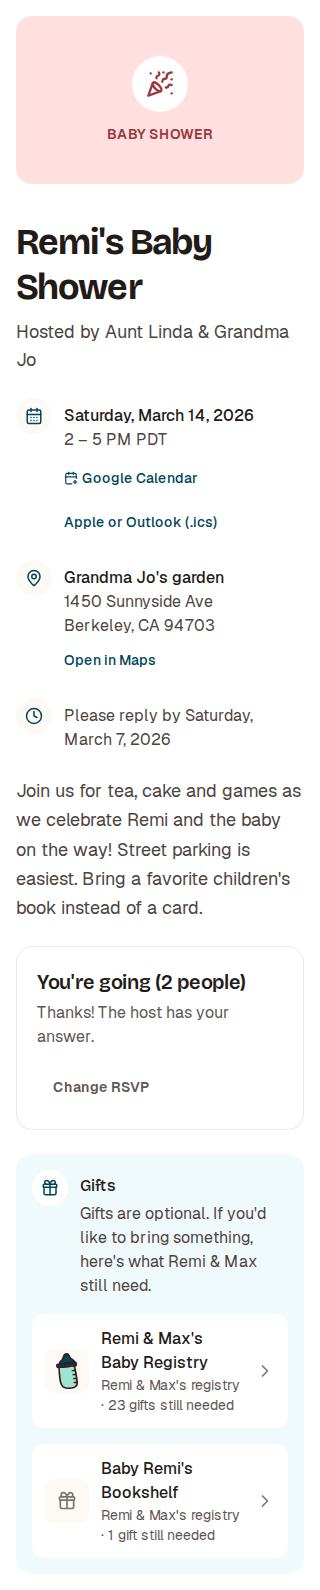 BABY SHOWER
Remi's Baby
Shower
Hosted by Aunt Linda & Grandma
Jo
Saturday, March 14, 2026
2 – 5 PM PDT
Google Calendar
Apple or Outlook (.ics)
Grandma Jo's garden
1450 Sunnyside Ave
Berkeley, CA 94703
Open in Maps
Please reply by Saturday,
March 7, 2026
Join us for tea, cake and games as
we celebrate Remi and the baby
on the way! Street parking is
easiest. Bring a favorite children's
book instead of a card.
You're going (2 people)
Thanks! The host has your
answer.
Change RSVP
Gifts
Gifts are optional. If you'd
like to bring something,
here's what Remi & Max
still need.
Remi & Max's
Baby Registry
Remi & Max's registry
· 23 gifts still needed
Baby Remi's
Bookshelf
Remi & Max's registry
· 1 gift still needed